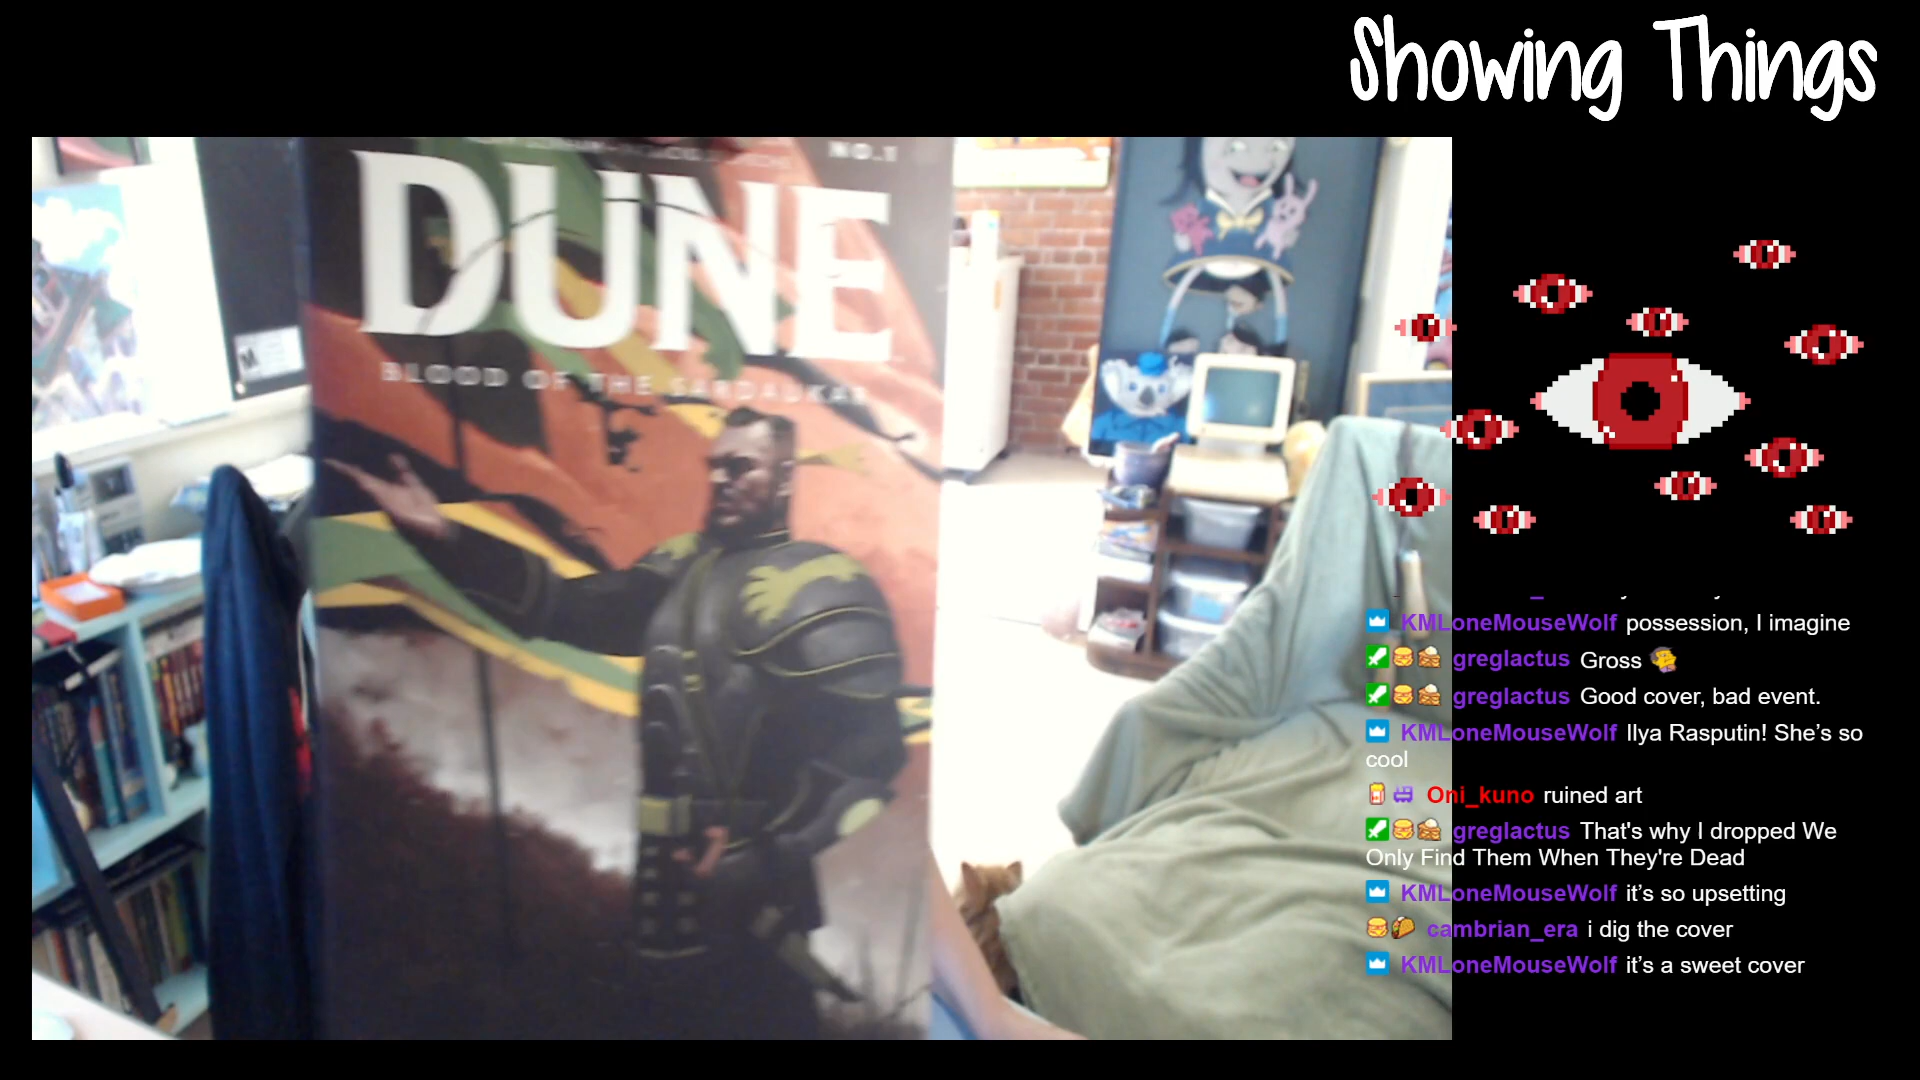 Showing Things
NO.1
DUNE
BLOOD OF THE SARDAUKAR
M
KMLoneMouseWolf possession, I imagine
greglactus Gross
greglactus Good cover, bad event.
KMLoneMouseWolf Ilya Rasputin! She’s so
cool
Oni_kuno ruined art
greglactus That's why I dropped We
Only Find Them When They're Dead
KMLoneMouseWolf it’s so upsetting
cambrian_era i dig the cover
KMLoneMouseWolf it’s a sweet cover